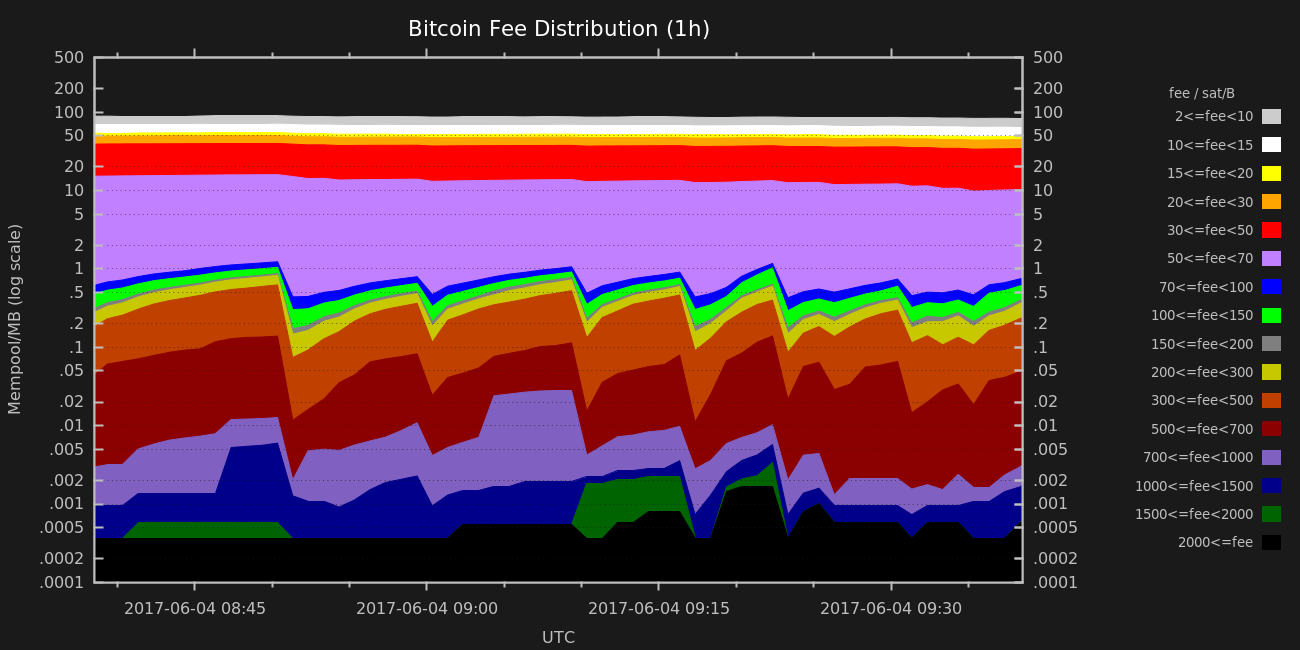 Bitcoin Fee Distribution (1h)
Mempool/MB (log scale)
500
200
100
50
20
10
5
2
1
.5
.2
.1
.05
.02
.01
.005
.002
.001
.0005
.0002
.0001
500
200
100
50
20
10
5
2
1
.5
.2
.1
.05
.02
.01
.005
.002
.001
.0005
.0002
.0001
2017-06-04 08:45
2017-06-04 09:00
2017-06-04 09:15
2017-06-04 09:30
UTC
fee / sat/B
2<=fee<10
10<=fee<15
15<=fee<20
20<=fee<30
30<=fee<50
50<=fee<70
70<=fee<100
100<=fee<150
150<=fee<200
200<=fee<300
300<=fee<500
500<=fee<700
700<=fee<1000
1000<=fee<1500
1500<=fee<2000
2000<=fee